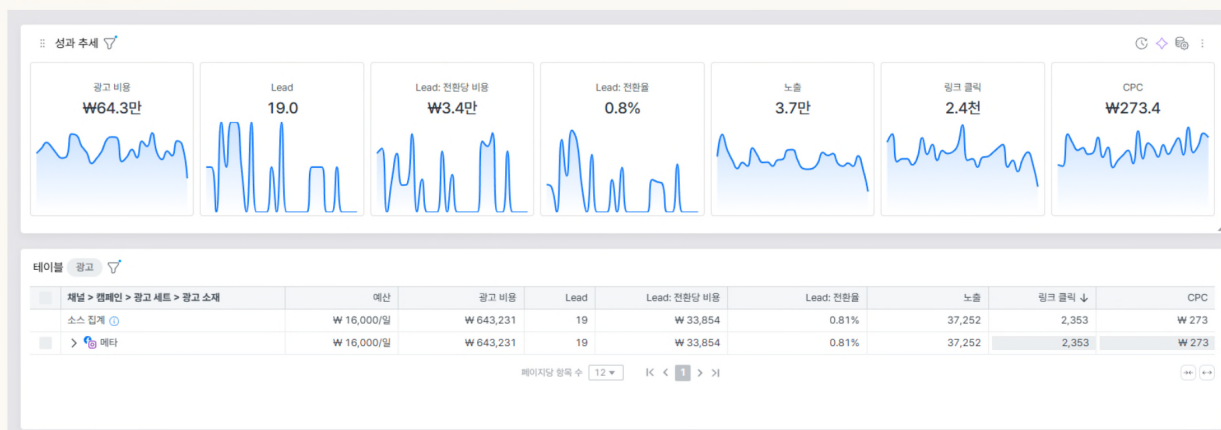 성과 추세
광고 비용
₩64.3만
Lead
19.0
Lead: 전환당 비용
₩3.4만
Lead: 전환율
0.8%
노출
3.7만
링크 클릭
2.4천
CPC
₩273.4
테이블 광고
채널 > 캠페인 > 광고 세트 > 광고 소재 예산 광고 비용 Lead Lead: 전환당 비용 Lead: 전환율 노출 링크 클릭 ↓ CPC
소스 집계 ₩ 16,000/일 ₩ 643,231 19 ₩ 33,854 0.81% 37,252 2,353 ₩ 273
메타 ₩ 16,000/일 ₩ 643,231 19 ₩ 33,854 0.81% 37,252 2,353 ₩ 273
페이지당 항목 수 12 1